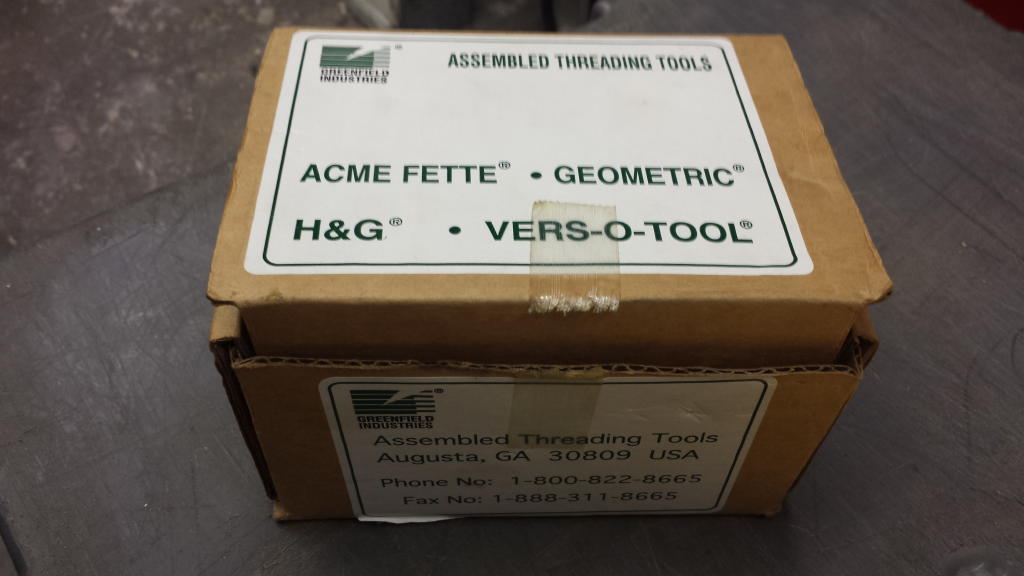 GREENFIELD
INDUSTRIES
®
ASSEMBLED THREADING TOOLS
ACME FETTE® • GEOMETRIC®
H&G® • VERS-O-TOOL®
GREENFIELD
INDUSTRIES
®
Assembled Threading Tools
Augusta, GA 30809 USA
Phone No: 1-800-822-8665
Fax No: 1-888-311-8665